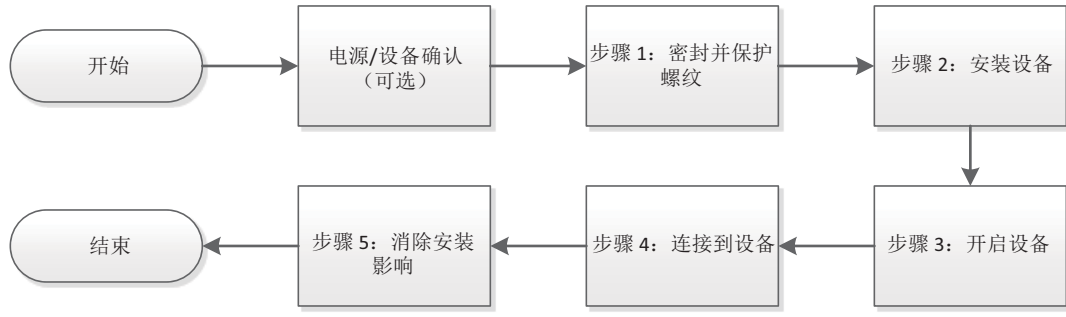 开始
电源/设备确认
（可选）
步骤 1：密封并保护
螺纹
步骤 2：安装设备
步骤 3：开启设备
步骤 4：连接到设备
步骤 5：消除安装
影响
结束